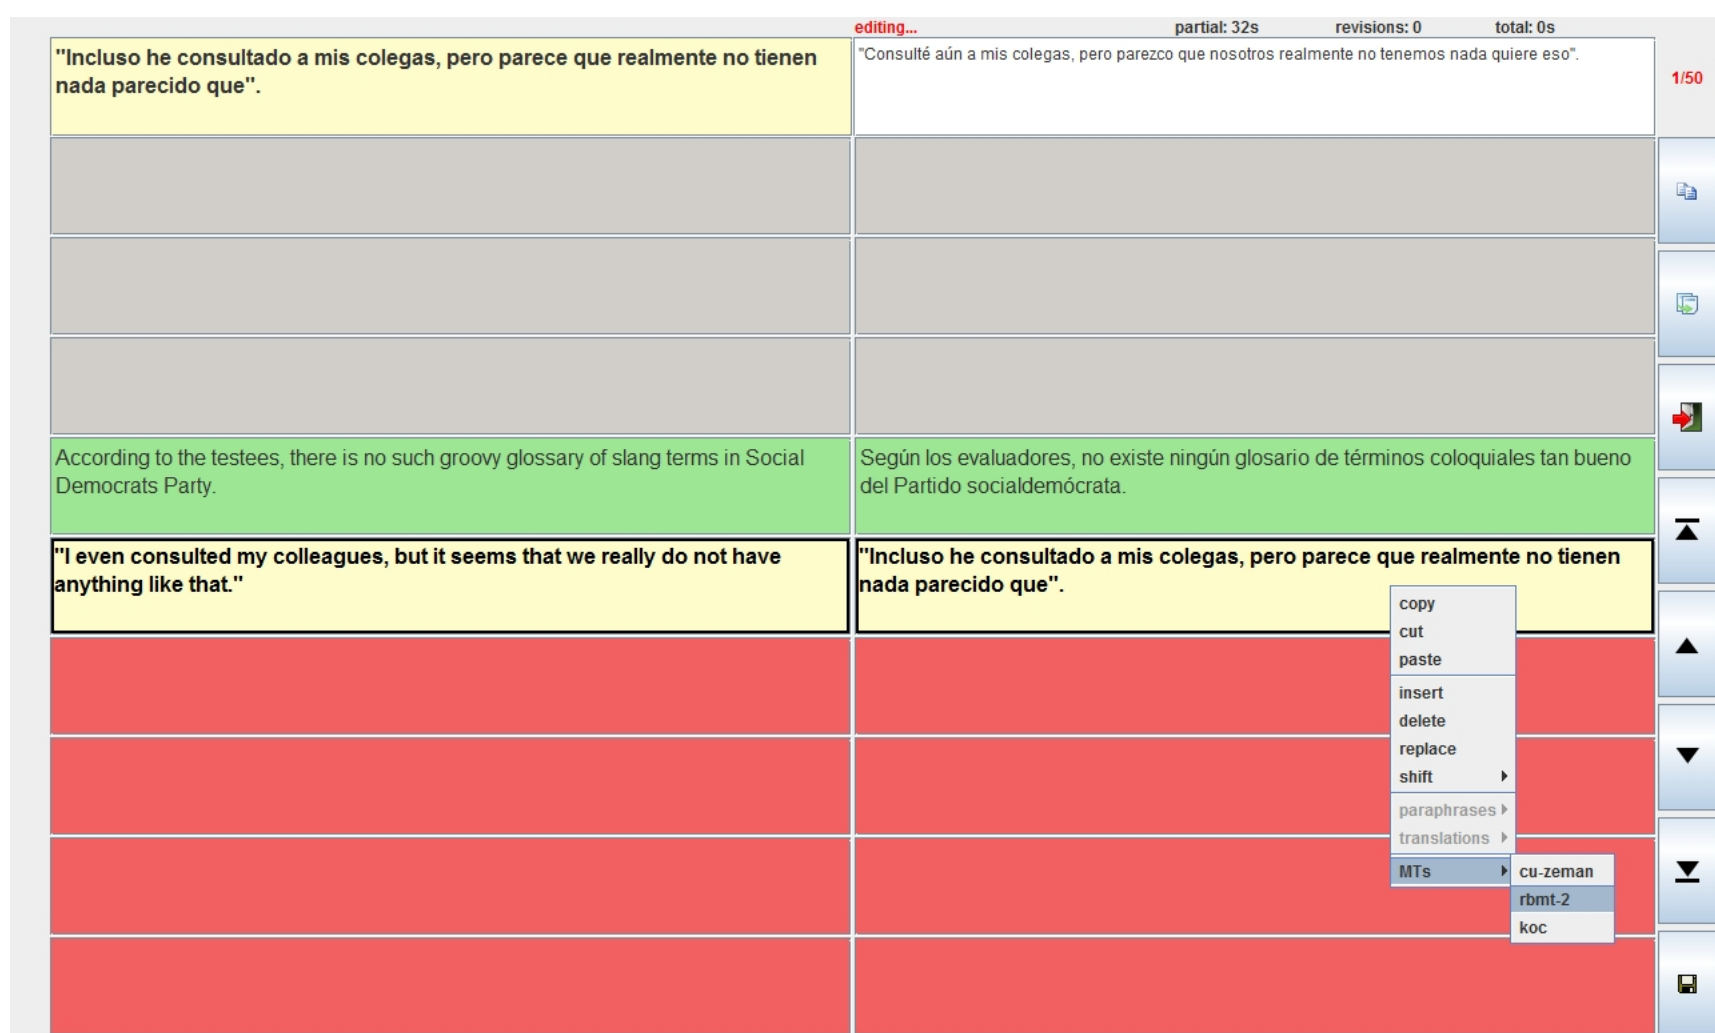 editing... partial: 32s revisions: 0 total: 0s
"Incluso he consultado a mis colegas, pero parece que realmente no tienen
nada parecido que".
"Consulté aún a mis colegas, pero parezco que nosotros realmente no tenemos nada quiere eso".
1/50
According to the testees, there is no such groovy glossary of slang terms in Social
Democrats Party.
Según los evaluadores, no existe ningún glosario de términos coloquiales tan bueno
del Partido socialdemócrata.
"I even consulted my colleagues, but it seems that we really do not have
anything like that."
"Incluso he consultado a mis colegas, pero parece que realmente no tienen
nada parecido que".
copy
cut
paste
insert
delete
replace
shift
paraphrases
translations
MTs
cu-zeman
rbmt-2
koc